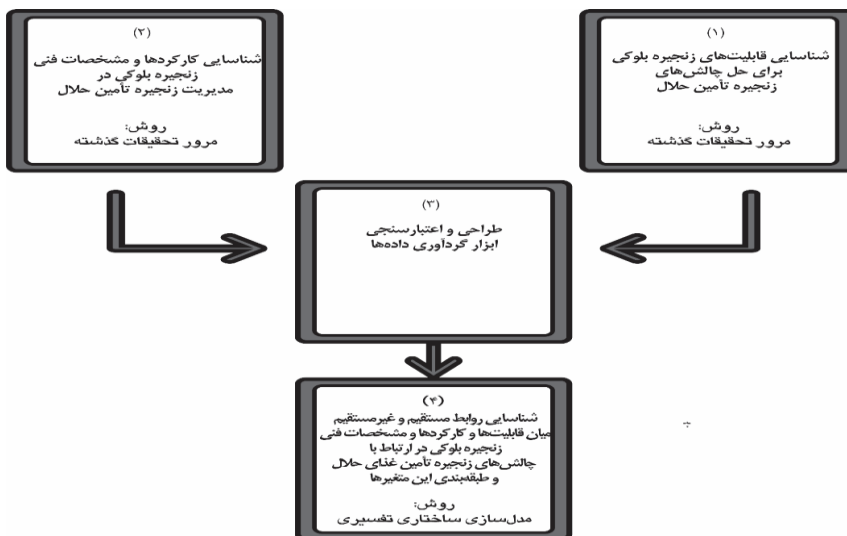 (۱)
شناسایی قابلیت‌های زنجیره بلوکی
برای حل چالش‌های
زنجیره تأمین حلال
روش:
مرور تحقیقات گذشته
(۲)
شناسایی کارکردها و مشخصات فنی
زنجیره بلوکی در
مدیریت زنجیره تأمین حلال
روش:
مرور تحقیقات گذشته
(۳)
طراحی و اعتبارسنجی
ابزار گردآوری داده‌ها
(۴)
شناسایی روابط مستقیم و غیرمستقیم
میان قابلیت‌ها و کارکردها و مشخصات فنی
زنجیره بلوکی در ارتباط با
چالش‌های زنجیره تأمین غذای حلال
و طبقه‌بندی این متغیرها
روش:
مدل‌سازی ساختاری تفسیری